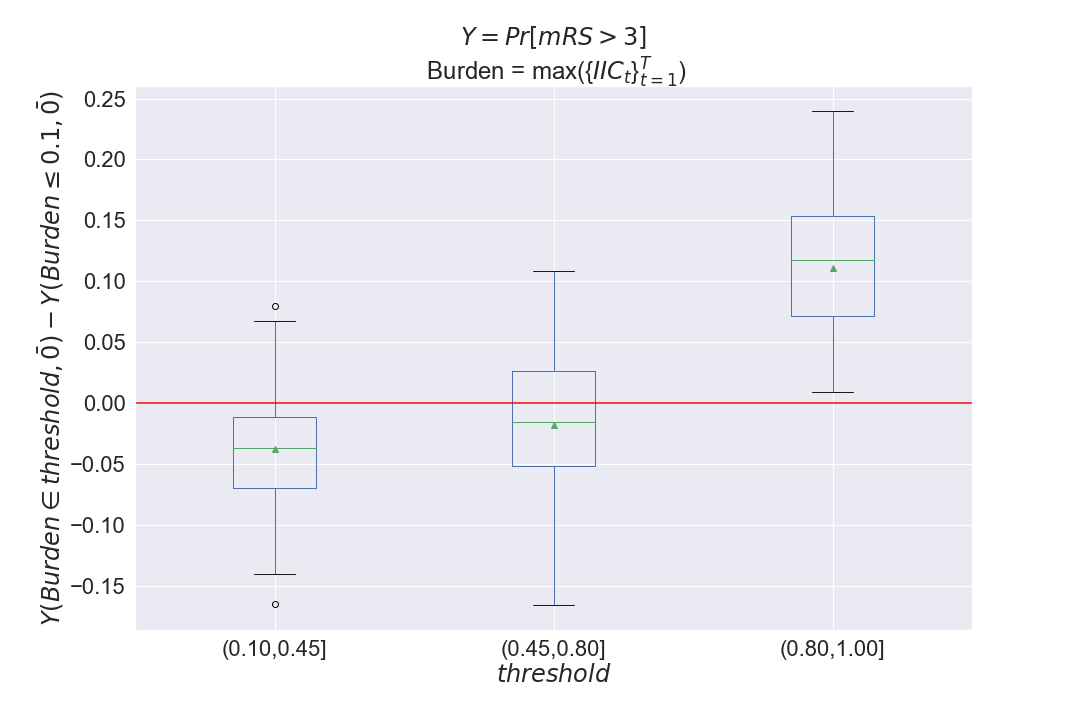 Y = Pr[mRS > 3]
Burden = max({IIC_t}_{t=1}^T)
Y(Burden ∈ threshold, 0̄) − Y(Burden ≤ 0.1, 0̄)
0.25
0.20
0.15
0.10
0.05
0.00
−0.05
−0.10
−0.15
(0.10,0.45] (0.45,0.80] (0.80,1.00]
threshold